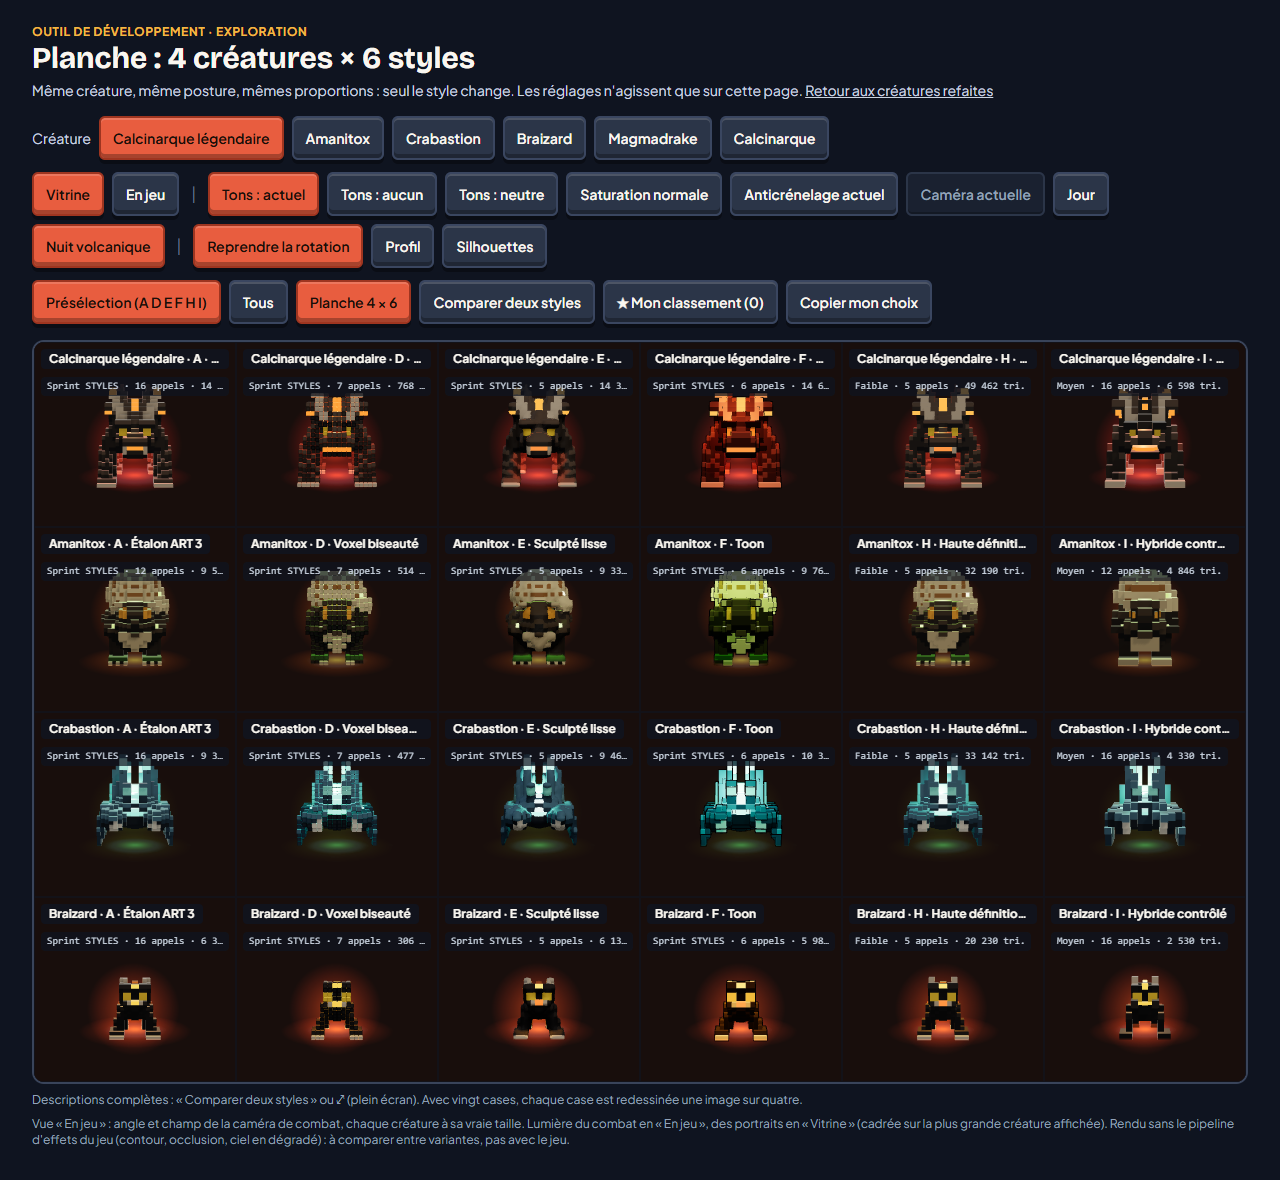 OUTIL DE DÉVELOPPEMENT · EXPLORATION
Planche : 4 créatures × 6 styles
Même créature, même posture, mêmes proportions : seul le style change. Les réglages n'agissent que sur cette page. Retour aux créatures refaites
Créature Calcinarque légendaire Amanitox Crabastion Braizard Magmadrake Calcinarque
Vitrine En jeu | Tons : actuel Tons : aucun Tons : neutre Saturation normale Anticrénelage actuel Caméra actuelle Jour
Nuit volcanique | Reprendre la rotation Profil Silhouettes
Présélection (A D E F H I) Tous Planche 4 × 6 Comparer deux styles ★ Mon classement (0) Copier mon choix
Calcinarque légendaire · A · … Calcinarque légendaire · D · … Calcinarque légendaire · E · … Calcinarque légendaire · F · … Calcinarque légendaire · H · … Calcinarque légendaire · I · …
Sprint STYLES · 16 appels · 14 … Sprint STYLES · 7 appels · 768 … Sprint STYLES · 5 appels · 14 3… Sprint STYLES · 6 appels · 14 6… Faible · 5 appels · 49 462 tri. Moyen · 16 appels · 6 598 tri.
Amanitox · A · Étalon ART 3 Amanitox · D · Voxel biseauté Amanitox · E · Sculpté lisse Amanitox · F · Toon Amanitox · H · Haute définiti… Amanitox · I · Hybride contr…
Sprint STYLES · 12 appels · 9 5… Sprint STYLES · 7 appels · 514 … Sprint STYLES · 5 appels · 9 33… Sprint STYLES · 6 appels · 9 76… Faible · 5 appels · 32 190 tri. Moyen · 12 appels · 4 846 tri.
Crabastion · A · Étalon ART 3 Crabastion · D · Voxel bisea… Crabastion · E · Sculpté lisse Crabastion · F · Toon Crabastion · H · Haute défini… Crabastion · I · Hybride cont…
Sprint STYLES · 16 appels · 9 3… Sprint STYLES · 7 appels · 477 … Sprint STYLES · 5 appels · 9 46… Sprint STYLES · 6 appels · 10 3… Faible · 5 appels · 33 142 tri. Moyen · 16 appels · 4 330 tri.
Braizard · A · Étalon ART 3 Braizard · D · Voxel biseauté Braizard · E · Sculpté lisse Braizard · F · Toon Braizard · H · Haute définitio… Braizard · I · Hybride contrôlé
Sprint STYLES · 16 appels · 6 3… Sprint STYLES · 7 appels · 306 … Sprint STYLES · 5 appels · 6 13… Sprint STYLES · 6 appels · 5 98… Faible · 5 appels · 20 230 tri. Moyen · 16 appels · 2 530 tri.
Descriptions complètes : « Comparer deux styles » ou ⤢ (plein écran). Avec vingt cases, chaque case est redessinée une image sur quatre.
Vue « En jeu » : angle et champ de la caméra de combat, chaque créature à sa vraie taille. Lumière du combat en « En jeu », des portraits en « Vitrine » (cadrée sur la plus grande créature affichée). Rendu sans le pipeline
d'effets du jeu (contour, occlusion, ciel en dégradé) : à comparer entre variantes, pas avec le jeu.